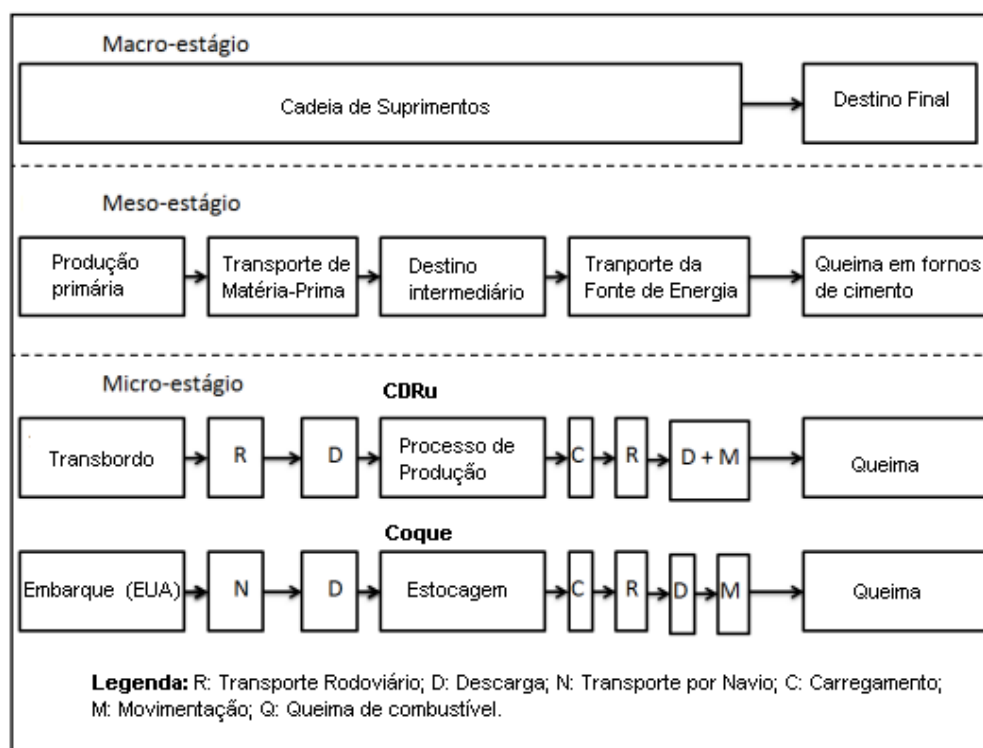 Macro-estágio
Cadeia de Suprimentos
Destino Final
Meso-estágio
Produção
primária
Transporte de
Matéria-Prima
Destino
intermediário
Tranporte da
Fonte de Energia
Queima em fornos
de cimento
Micro-estágio
CDRu
Transbordo
R
D
Processo de
Produção
C
R
D + M
Queima
Coque
Embarque (EUA)
N
D
Estocagem
C
R
D
M
Queima
Legenda: R: Transporte Rodoviário; D: Descarga; N: Transporte por Navio; C: Carregamento;
M: Movimentação; Q: Queima de combustível.